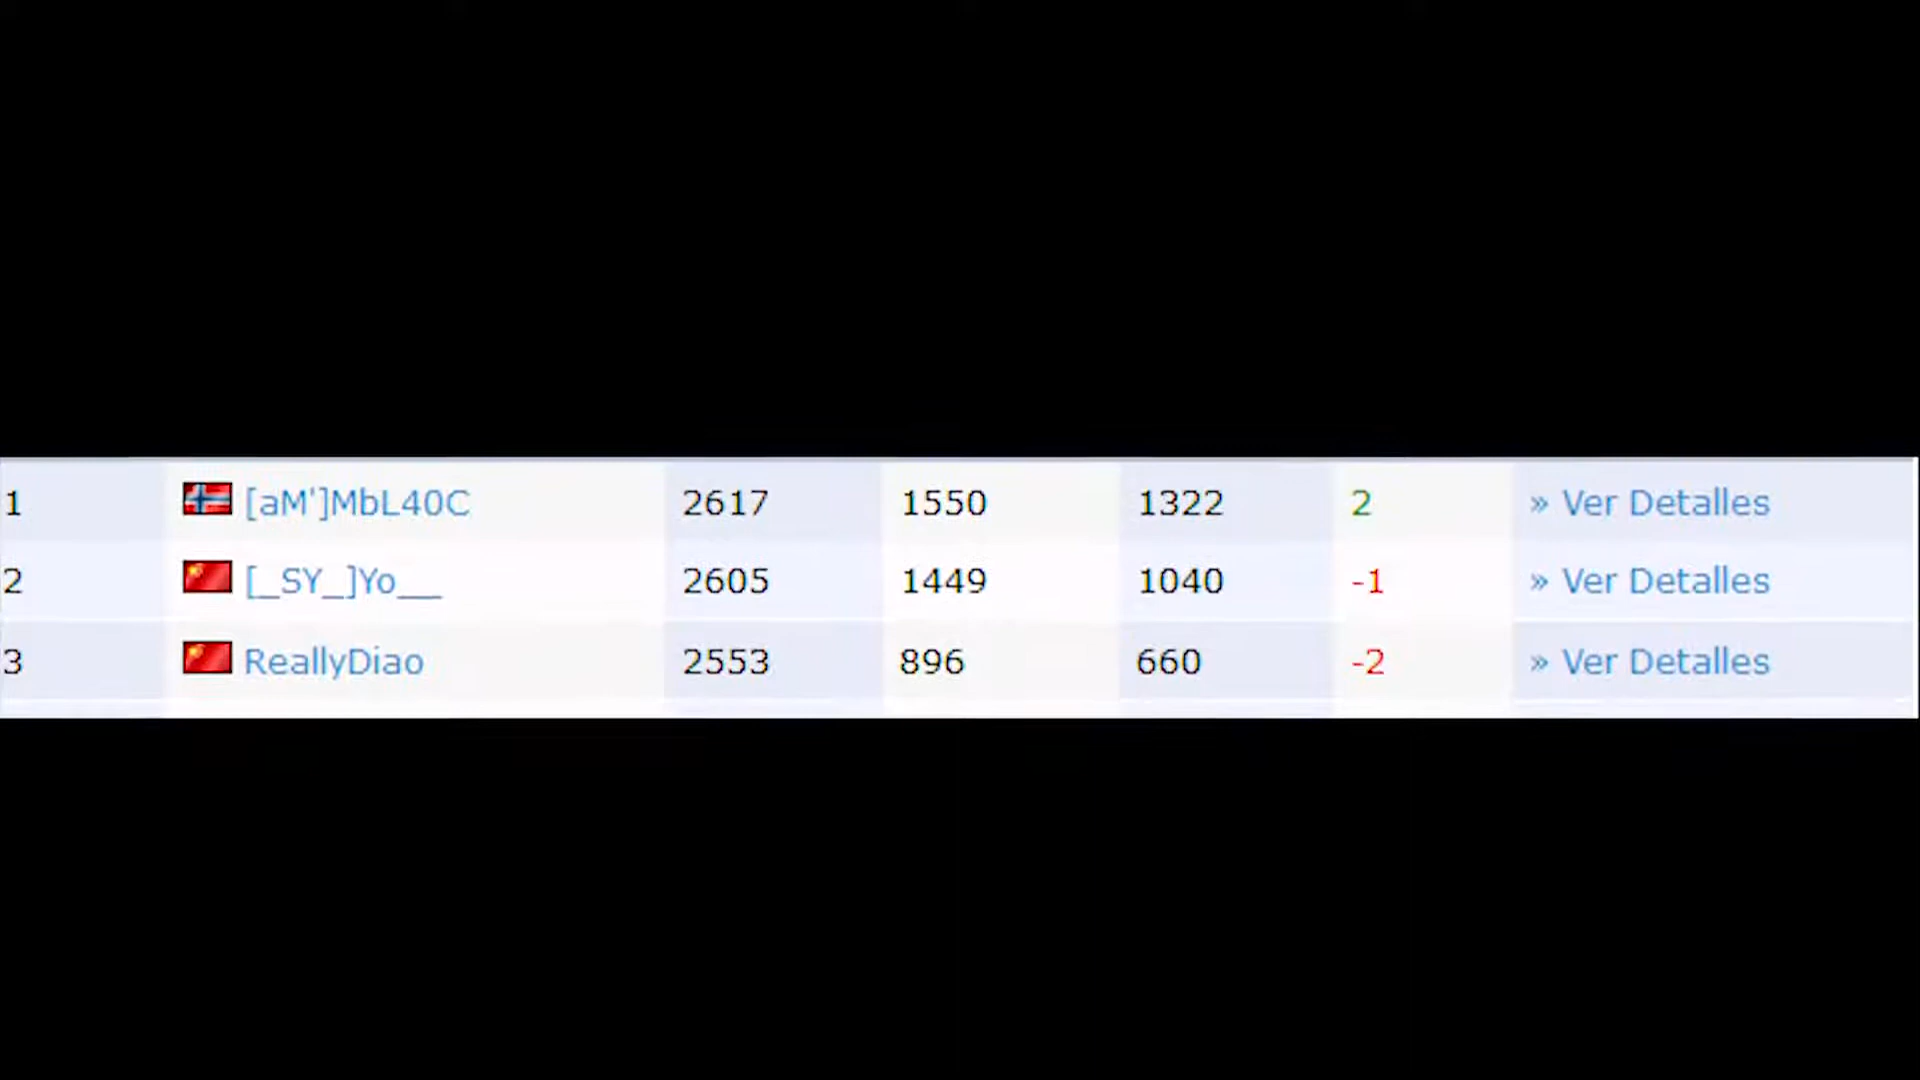 1 [aM']MbL40C 2617 1550 1322 2 » Ver Detalles
2 [_SY_]Yo__ 2605 1449 1040 -1 » Ver Detalles
3 ReallyDiao 2553 896 660 -2 » Ver Detalles